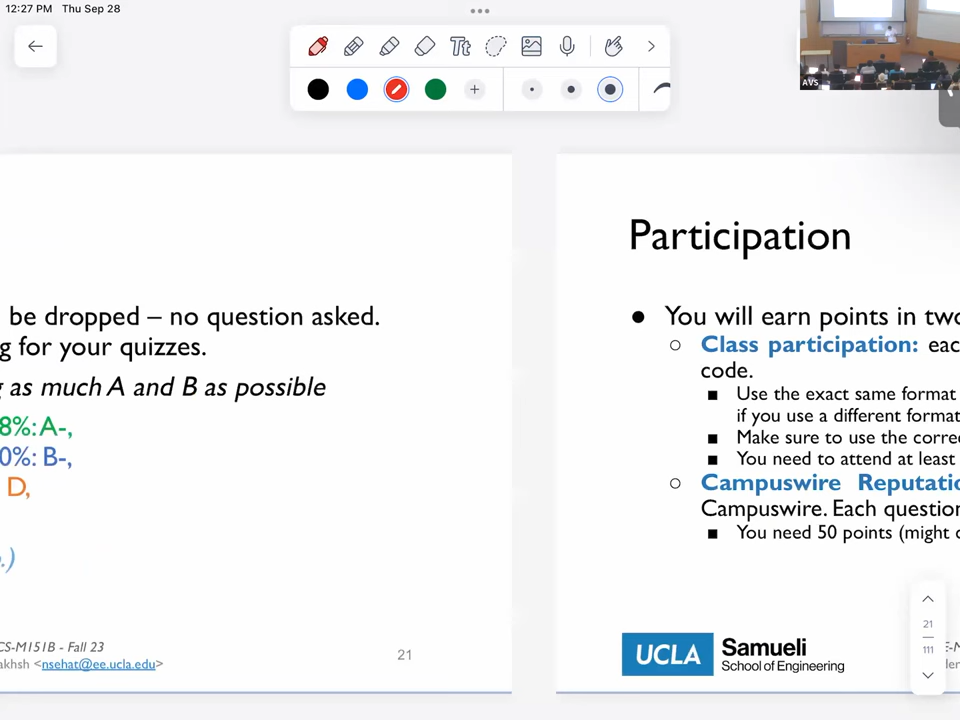 12:27 PM Thu Sep 28
Tt
AVS
be dropped – no question asked.
g for your quizzes.
g as much A and B as possible
8%: A-,
0%: B-,
D,
.)
CS-M151B - Fall 23
akhsh <nsehat@ee.ucla.edu>
21
Participation
● You will earn points in two
○ Class participation: eac
code.
■ Use the exact same format
if you use a different format
■ Make sure to use the corre
■ You need to attend at least
○ Campuswire Reputatio
Campuswire. Each question
■ You need 50 points (might
UCLA Samueli
School of Engineering
21
111
E-M